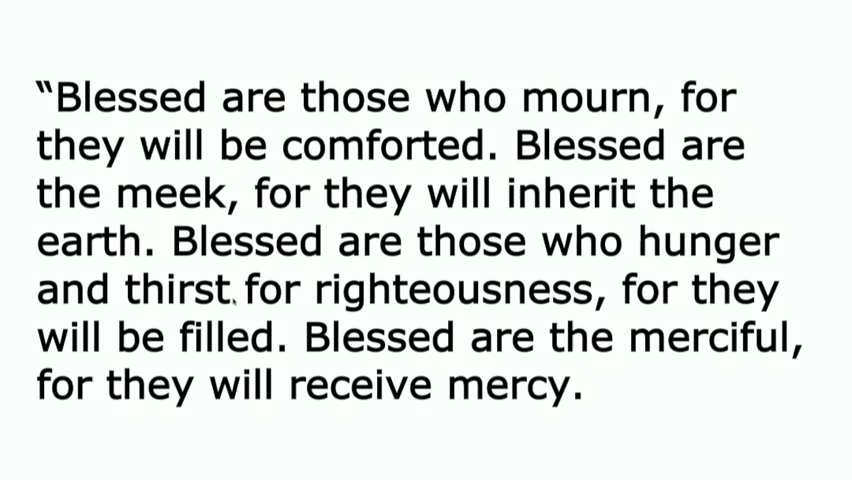 “Blessed are those who mourn, for
they will be comforted. Blessed are
the meek, for they will inherit the
earth. Blessed are those who hunger
and thirst for righteousness, for they
will be filled. Blessed are the merciful,
for they will receive mercy.